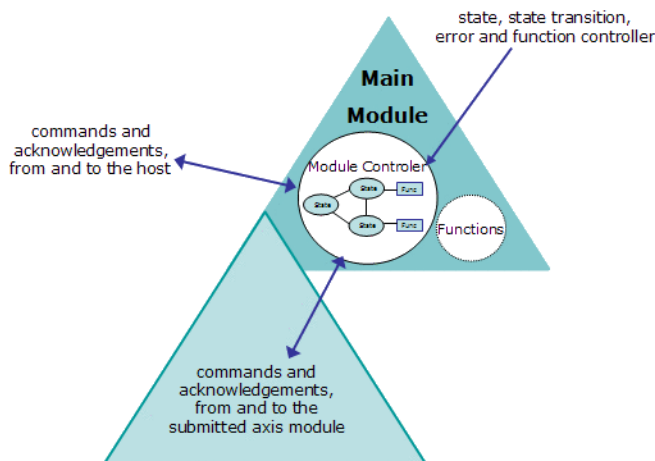 state, state transition,
error and function controller
Main
Module
commands and
acknowledgements,
from and to the host
Module Controler
State
Func
State
State
Func
Functions
commands and
acknowledgements,
from and to the
submitted axis module